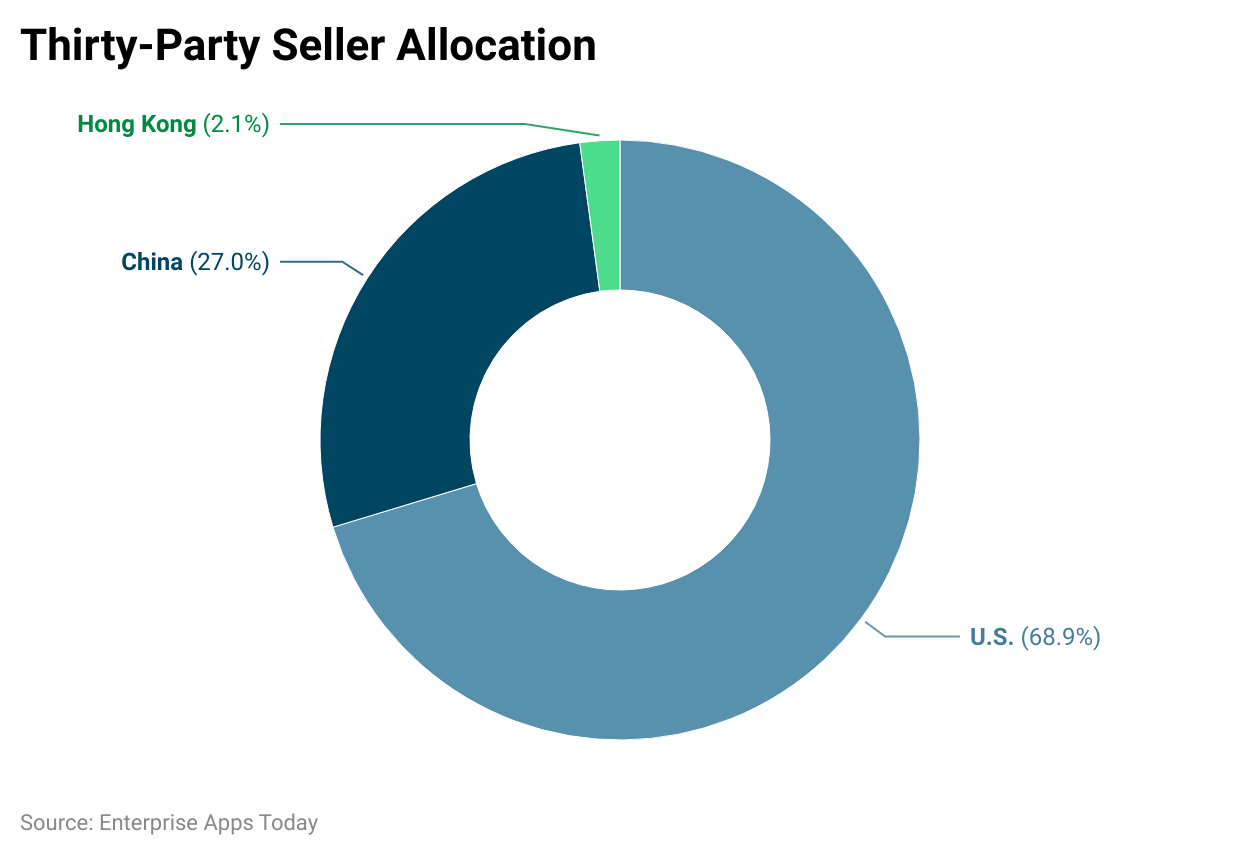 Thirty-Party Seller Allocation
Hong Kong (2.1%)
China (27.0%)
U.S. (68.9%)
Source: Enterprise Apps Today